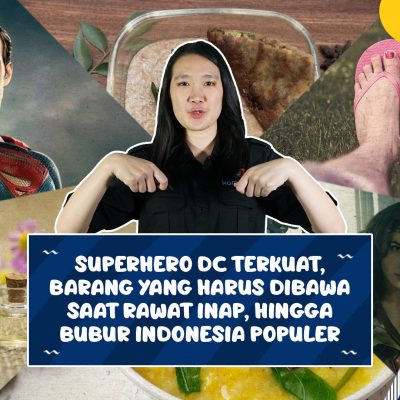 SUPERHERO DC TERKUAT,
BARANG YANG HARUS DIBAWA
SAAT RAWAT INAP, HINGGA
BUBUR INDONESIA POPULER